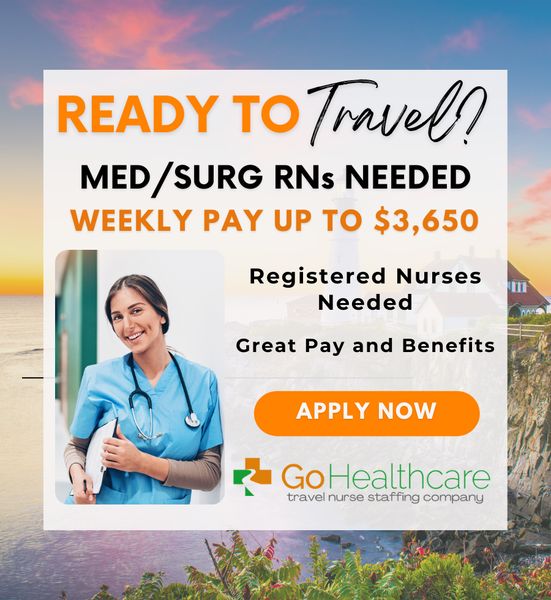 READY TO Travel?
MED/SURG RNs NEEDED
WEEKLY PAY UP TO $3,650
Registered Nurses
Needed
Great Pay and Benefits
APPLY NOW
GoHealthcare
travel nurse staffing company